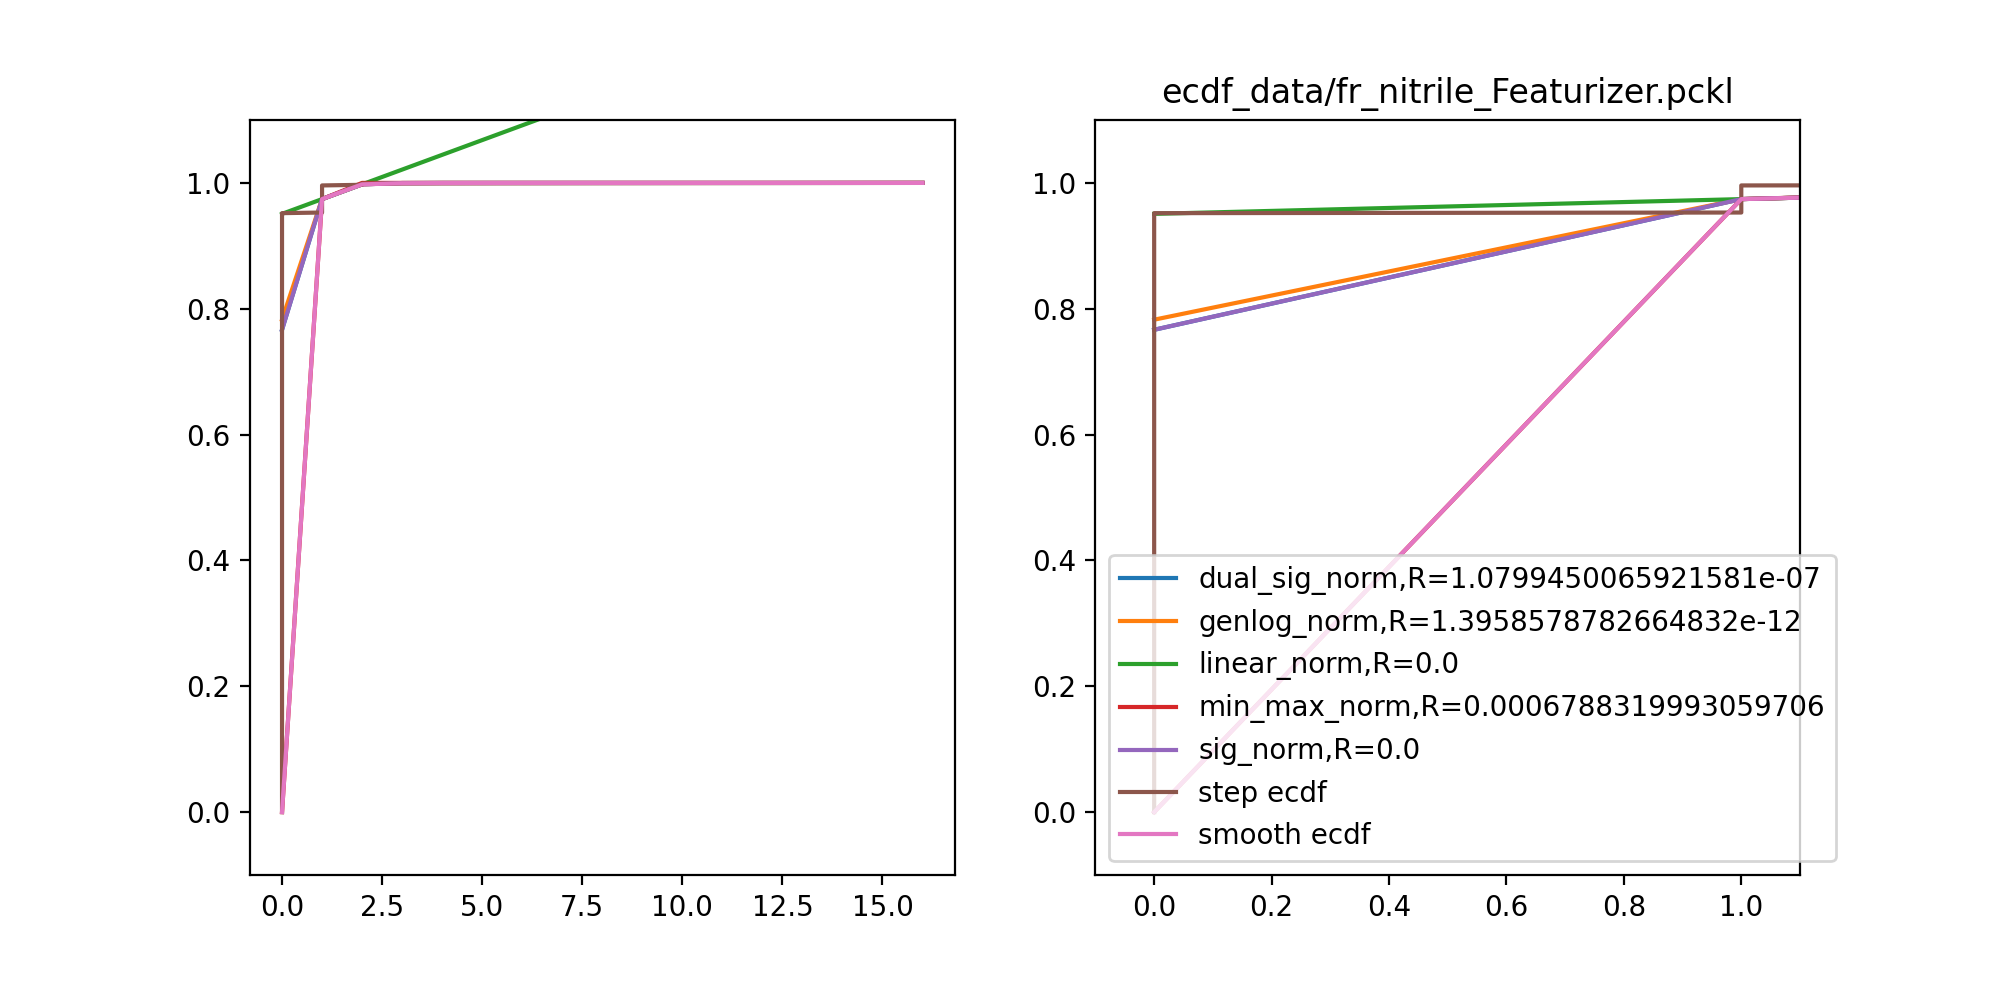 ecdf_data/fr_nitrile_Featurizer.pckl
1.0
0.8
0.6
0.4
0.2
0.0
0.0 2.5 5.0 7.5 10.0 12.5 15.0
1.0
0.8
0.6
0.4
0.2
0.0
dual_sig_norm,R=1.0799450065921581e-07
genlog_norm,R=1.3958578782664832e-12
linear_norm,R=0.0
min_max_norm,R=0.0006788319993059706
sig_norm,R=0.0
step ecdf
smooth ecdf
0.0 0.2 0.4 0.6 0.8 1.0